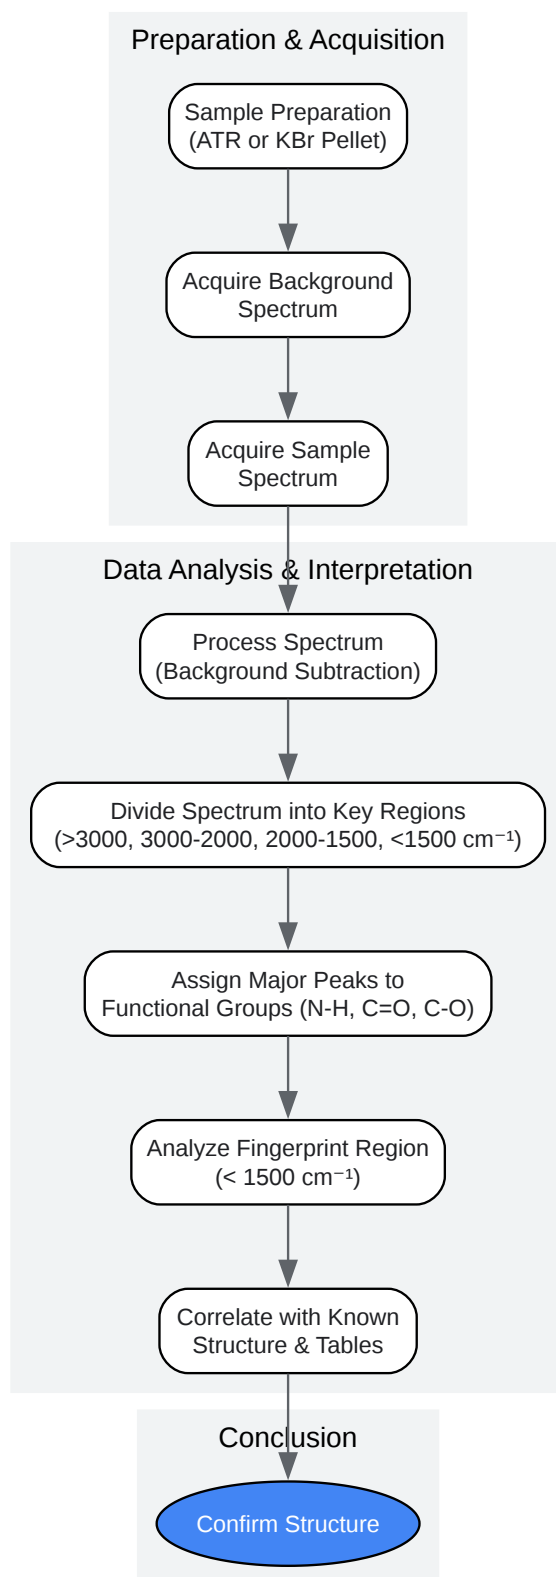 Preparation & Acquisition
Sample Preparation
(ATR or KBr Pellet)
Acquire Background
Spectrum
Acquire Sample
Spectrum
Data Analysis & Interpretation
Process Spectrum
(Background Subtraction)
Divide Spectrum into Key Regions
(>3000, 3000-2000, 2000-1500, <1500 cm⁻¹)
Assign Major Peaks to
Functional Groups (N-H, C=O, C-O)
Analyze Fingerprint Region
(< 1500 cm⁻¹)
Correlate with Known
Structure & Tables
Conclusion
Confirm Structure